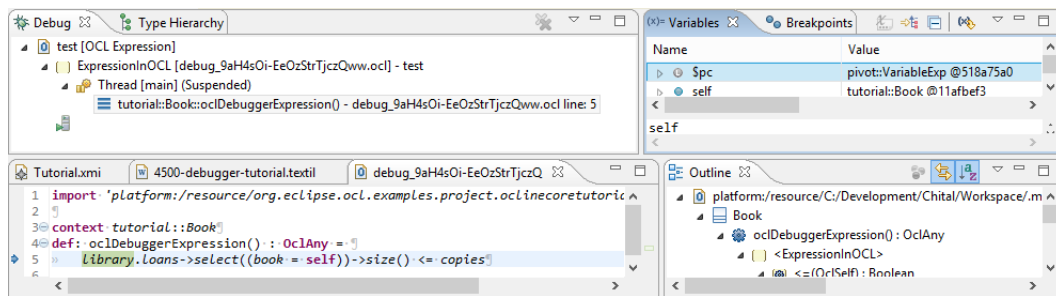 Debug
Type Hierarchy
test [OCL Expression]
ExpressionInOCL [debug_9aH4sOi-EeOzStrTjczQww.ocl] - test
Thread [main] (Suspended)
tutorial::Book::oclDebuggerExpression() - debug_9aH4sOi-EeOzStrTjczQww.ocl line: 5
(x)= Variables
Breakpoints
Name Value
$pc pivot::VariableExp @518a75a0
self tutorial::Book @11afbef3
self
Tutorial.xmi
4500-debugger-tutorial.textil
debug_9aH4sOi-EeOzStrTjczQ
1 import 'platform:/resource/org.eclipse.ocl.examples.project.oclinecoretutoric
2 ¶
3 context·tutorial::Book¶
4 def:·oclDebuggerExpression()·:·OclAny·=·¶
5 » library.loans->select((book·=·self))->size()·<=·copies¶
6
Outline
platform:/resource/C:/Development/Chital/Workspace/.m
Book
oclDebuggerExpression() : OclAny
<ExpressionInOCL>
<=(OclSelf) : Boolean